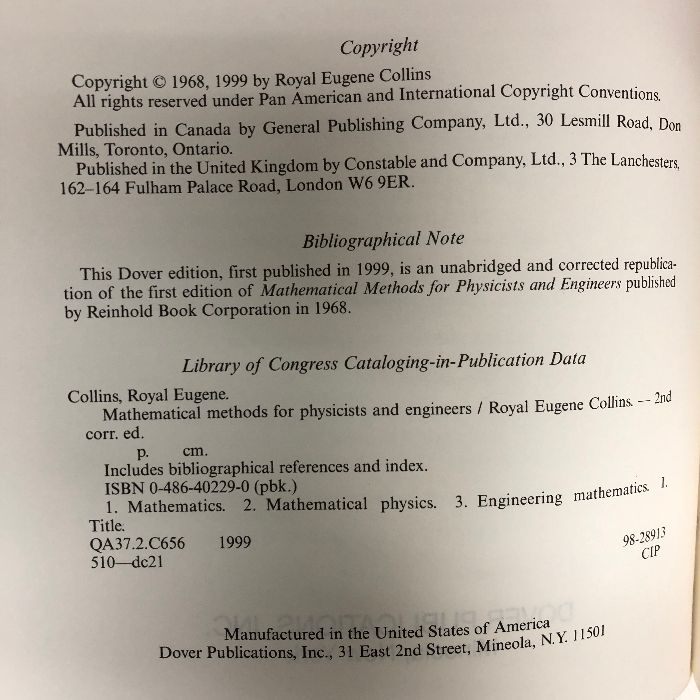 Copyright
Copyright © 1968, 1999 by Royal Eugene Collins
All rights reserved under Pan American and International Copyright Conventions.
Published in Canada by General Publishing Company, Ltd., 30 Lesmill Road, Don
Mills, Toronto, Ontario.
Published in the United Kingdom by Constable and Company, Ltd., 3 The Lanchesters,
162–164 Fulham Palace Road, London W6 9ER.
Bibliographical Note
This Dover edition, first published in 1999, is an unabridged and corrected republica-
tion of the first edition of Mathematical Methods for Physicists and Engineers published
by Reinhold Book Corporation in 1968.
Library of Congress Cataloging-in-Publication Data
Collins, Royal Eugene.
Mathematical methods for physicists and engineers / Royal Eugene Collins. -- 2nd
corr. ed.
p. cm.
Includes bibliographical references and index.
ISBN 0-486-40229-0 (pbk.)
1. Mathematics. 2. Mathematical physics. 3. Engineering mathematics. I.
Title.
QA37.2.C656 1999 98-28913
510—dc21 CIP
Manufactured in the United States of America
Dover Publications, Inc., 31 East 2nd Street, Mineola, N.Y. 11501